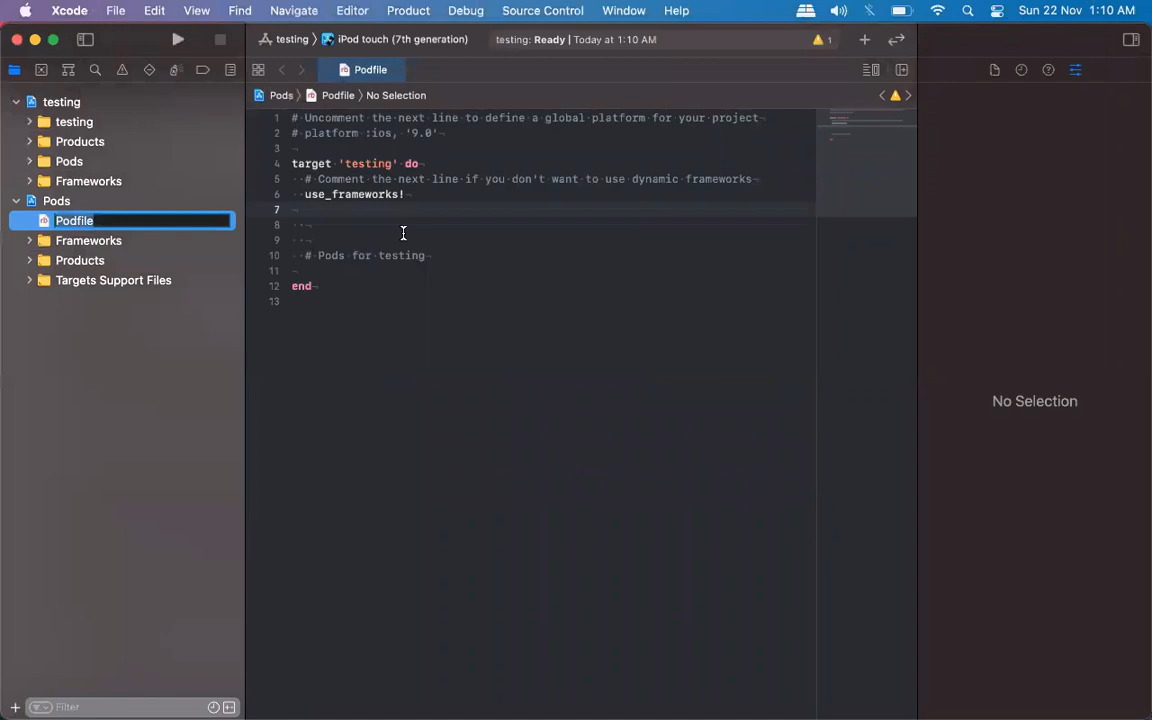 Xcode File Edit View Find Navigate Editor Product Debug Source Control Window Help Sun 22 Nov 1:10 AM
testing iPod touch (7th generation) testing: Ready | Today at 1:10 AM 1
Podfile
Pods Podfile No Selection
testing
testing
Products
Pods
Frameworks
Pods
Podfile
Frameworks
Products
Targets Support Files
1 # Uncomment the next line to define a global platform for your project
2 # platform :ios, '9.0'
3
4 target 'testing' do
5 # Comment the next line if you don't want to use dynamic frameworks
6 use_frameworks!
7
8
9
10 # Pods for testing
11
12 end
13
No Selection
Filter